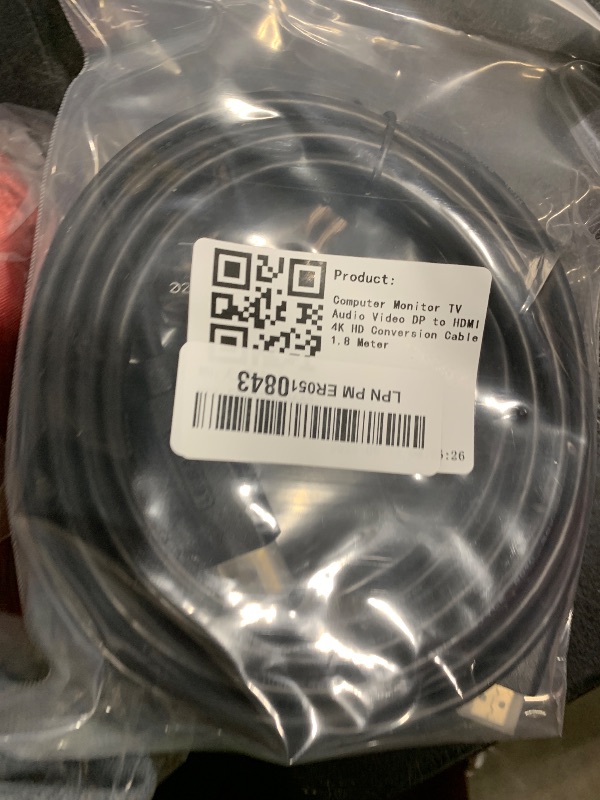 Product:
Computer Monitor TV
Audio Video DP to HDMI
4K HD Conversion Cable
1.8 Meter
LPN PM ER0510843
:26